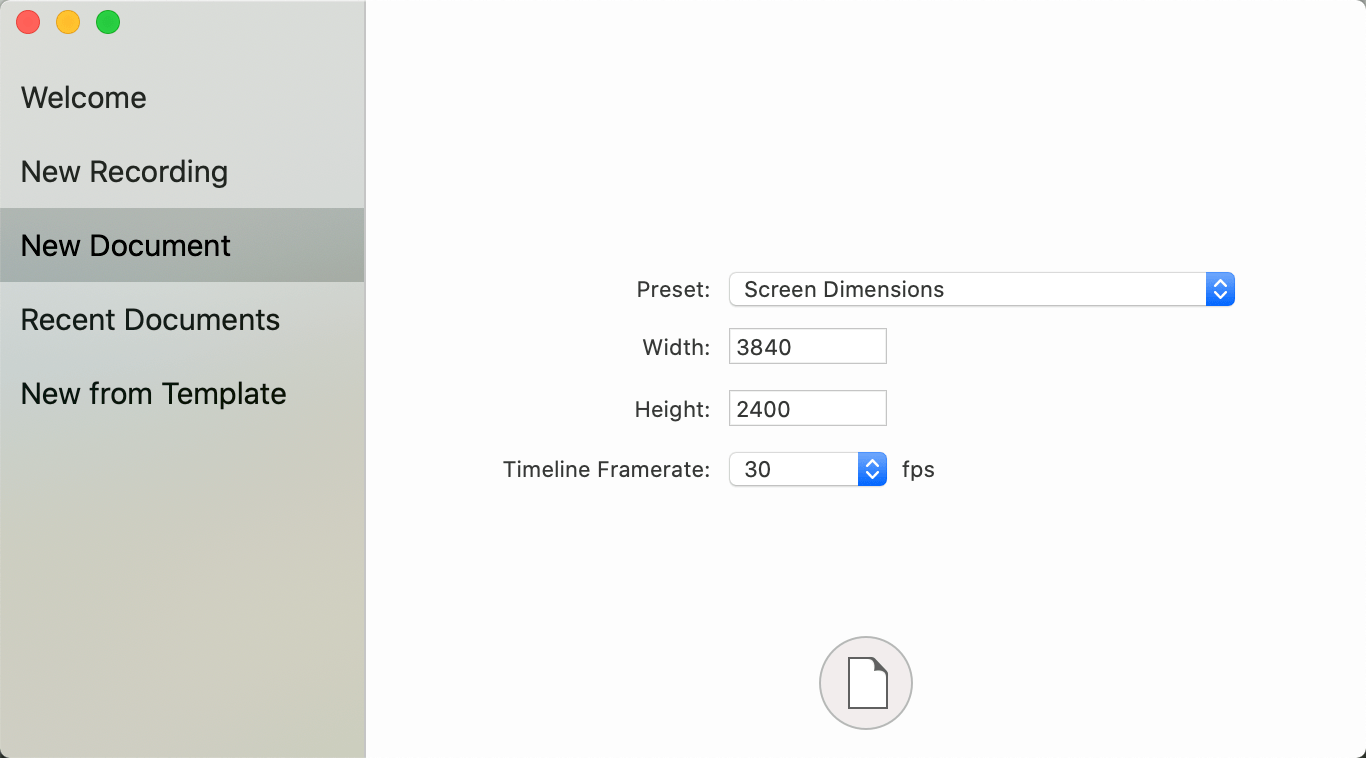 Welcome
New Recording
New Document
Recent Documents
New from Template
Preset: Screen Dimensions
Width: 3840
Height: 2400
Timeline Framerate: 30 fps